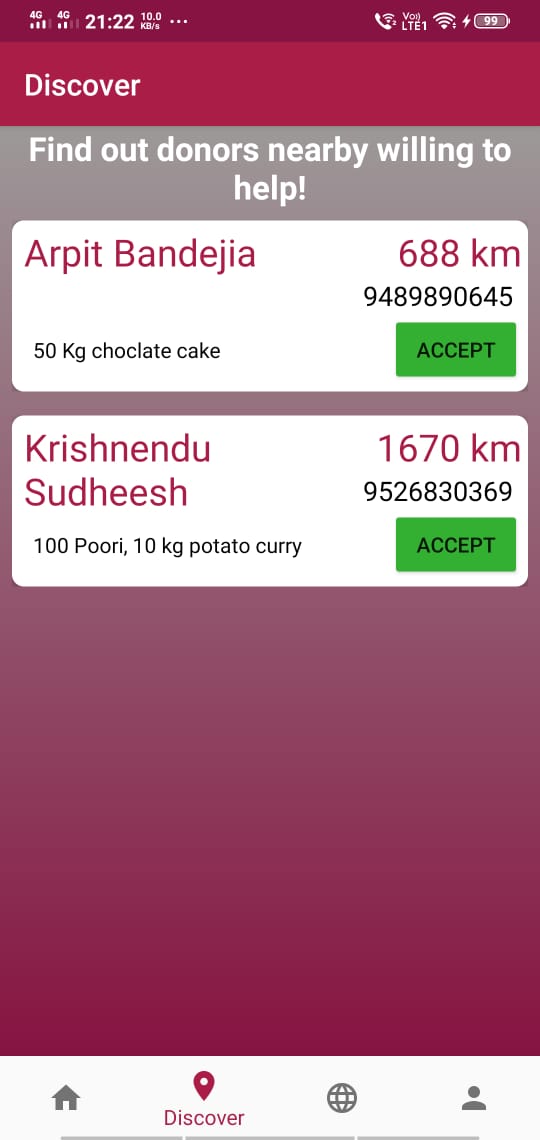 4G 4G 21:22 10.0 KB/s ... Vo)) LTE1 99
Discover
Find out donors nearby willing to
help!
Arpit Bandejia 688 km
9489890645
50 Kg choclate cake ACCEPT
Krishnendu 1670 km
Sudheesh 9526830369
100 Poori, 10 kg potato curry ACCEPT
Discover